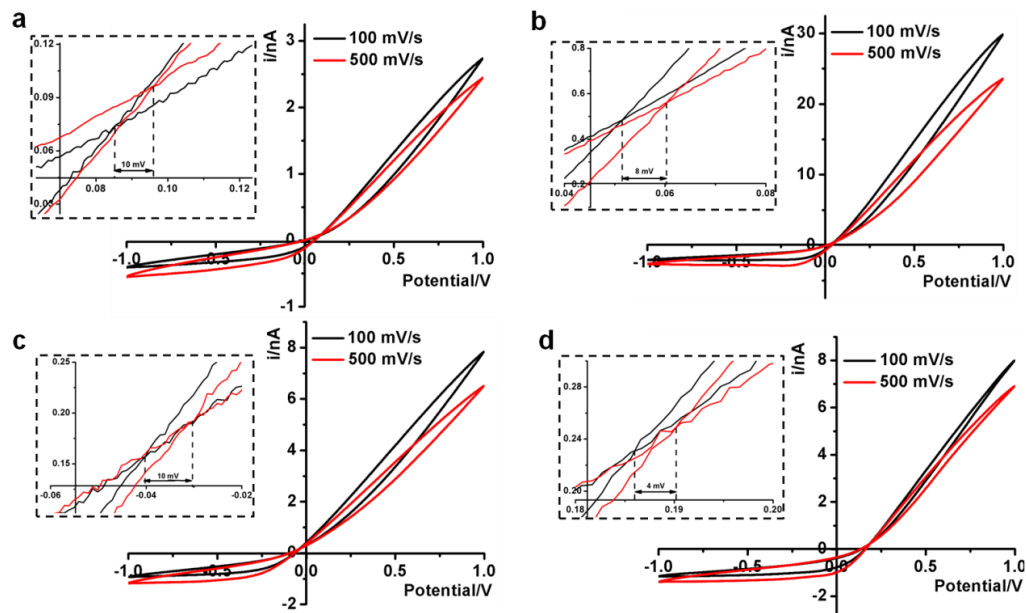 a
i/nA
3
100 mV/s
500 mV/s
2
1
-1.0
-0.5
0
0.0
0.5
1.0
Potential/V
-1
0.12
0.09
0.06
0.03
10 mV
0.08
0.10
0.12
b
i/nA
30
100 mV/s
500 mV/s
20
10
-1.0
-0.5
0
0.0
0.5
1.0
Potential/V
0.8
0.6
0.4
0.2
8 mV
0.04
0.06
0.08
c
i/nA
8
100 mV/s
500 mV/s
6
4
2
-1.0
-0.5
0
0.0
0.5
1.0
Potential/V
-2
0.25
0.20
0.15
10 mV
-0.06
-0.04
-0.02
d
i/nA
8
100 mV/s
500 mV/s
6
4
2
-1.0
-0.5
0
0.0
0.5
1.0
Potential/V
-2
0.28
0.24
0.20
4 mV
0.18
0.19
0.20